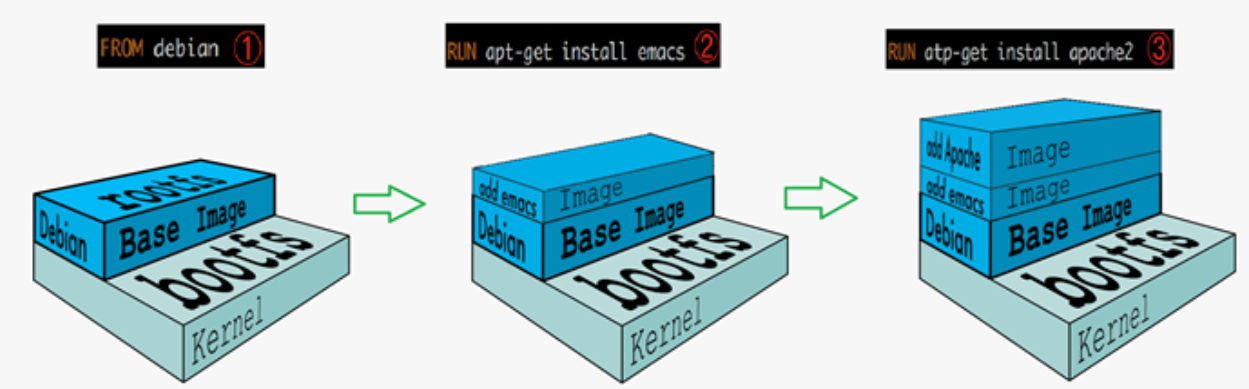 FROM debian ①
RUN apt-get install emacs ②
RUN atp-get install apache2 ③
rootfs
Debian
Base Image
bootfs
Kernel
add emacs
Image
Debian
Base Image
bootfs
Kernel
add Apache
Image
add emacs
Image
Debian
Base Image
bootfs
Kernel